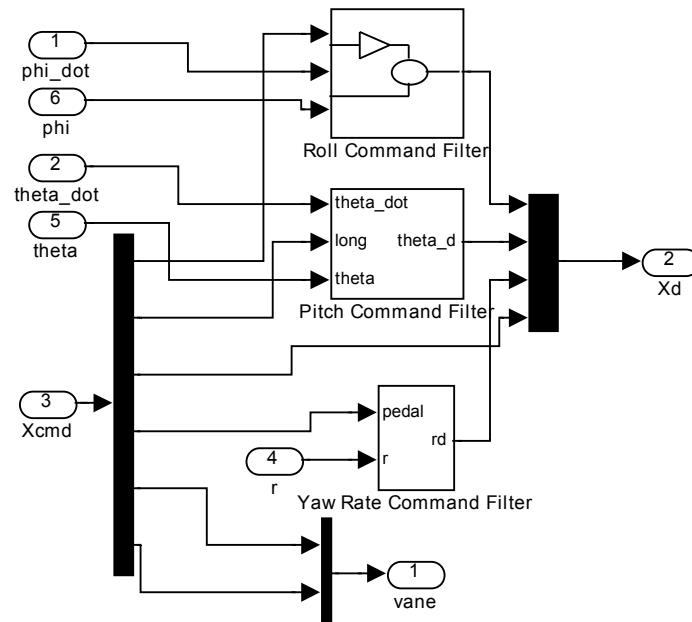 1
phi_dot
6
phi
Roll Command Filter
2
theta_dot
5
theta
theta_dot
long
theta_d
theta
Pitch Command Filter
2
Xd
3
Xcmd
pedal
rd
r
4
r
Yaw Rate Command Filter
1
vane